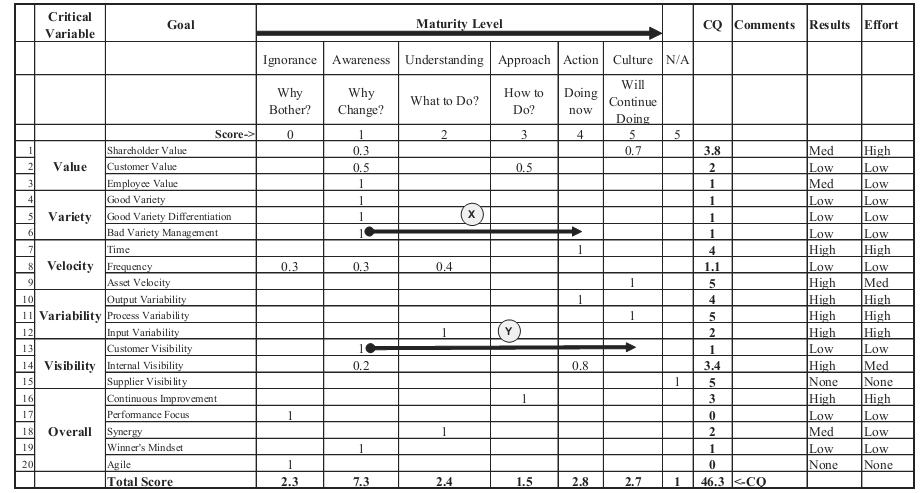 Critical Variable Goal Maturity Level CQ Comments Results Effort
Ignorance Awareness Understanding Approach Action Culture N/A
Why Bother? Why Change? What to Do? How to Do? Doing now Will Continue Doing
Score-> 0 1 2 3 4 5 5
1 Value Shareholder Value 0.3 0.7 3.8 Med High
2 Customer Value 0.5 0.5 2 Low Low
3 Employee Value 1 1 Med Low
4 Variety Good Variety 1 1 Low Low
5 Good Variety Differentiation 1 X 1 Low Low
6 Bad Variety Management 1 1 Low Low
7 Velocity Time 1 4 High High
8 Frequency 0.3 0.3 0.4 1.1 Low Low
9 Asset Velocity 1 5 High Med
10 Variability Output Variability 1 4 High High
11 Process Variability 1 5 High High
12 Input Variability 1 Y 2 High High
13 Visibility Customer Visibility 1 1 Low Low
14 Internal Visibility 0.2 0.8 3.4 High Med
15 Supplier Visibility 1 5 None None
16 Overall Continuous Improvement 1 3 High High
17 Performance Focus 1 0 Low Low
18 Synergy 1 2 Med Low
19 Winner's Mindset 1 1 Low Low
20 Agile 1 0 None None
Total Score 2.3 7.3 2.4 1.5 2.8 2.7 1 46.3 <-CQ